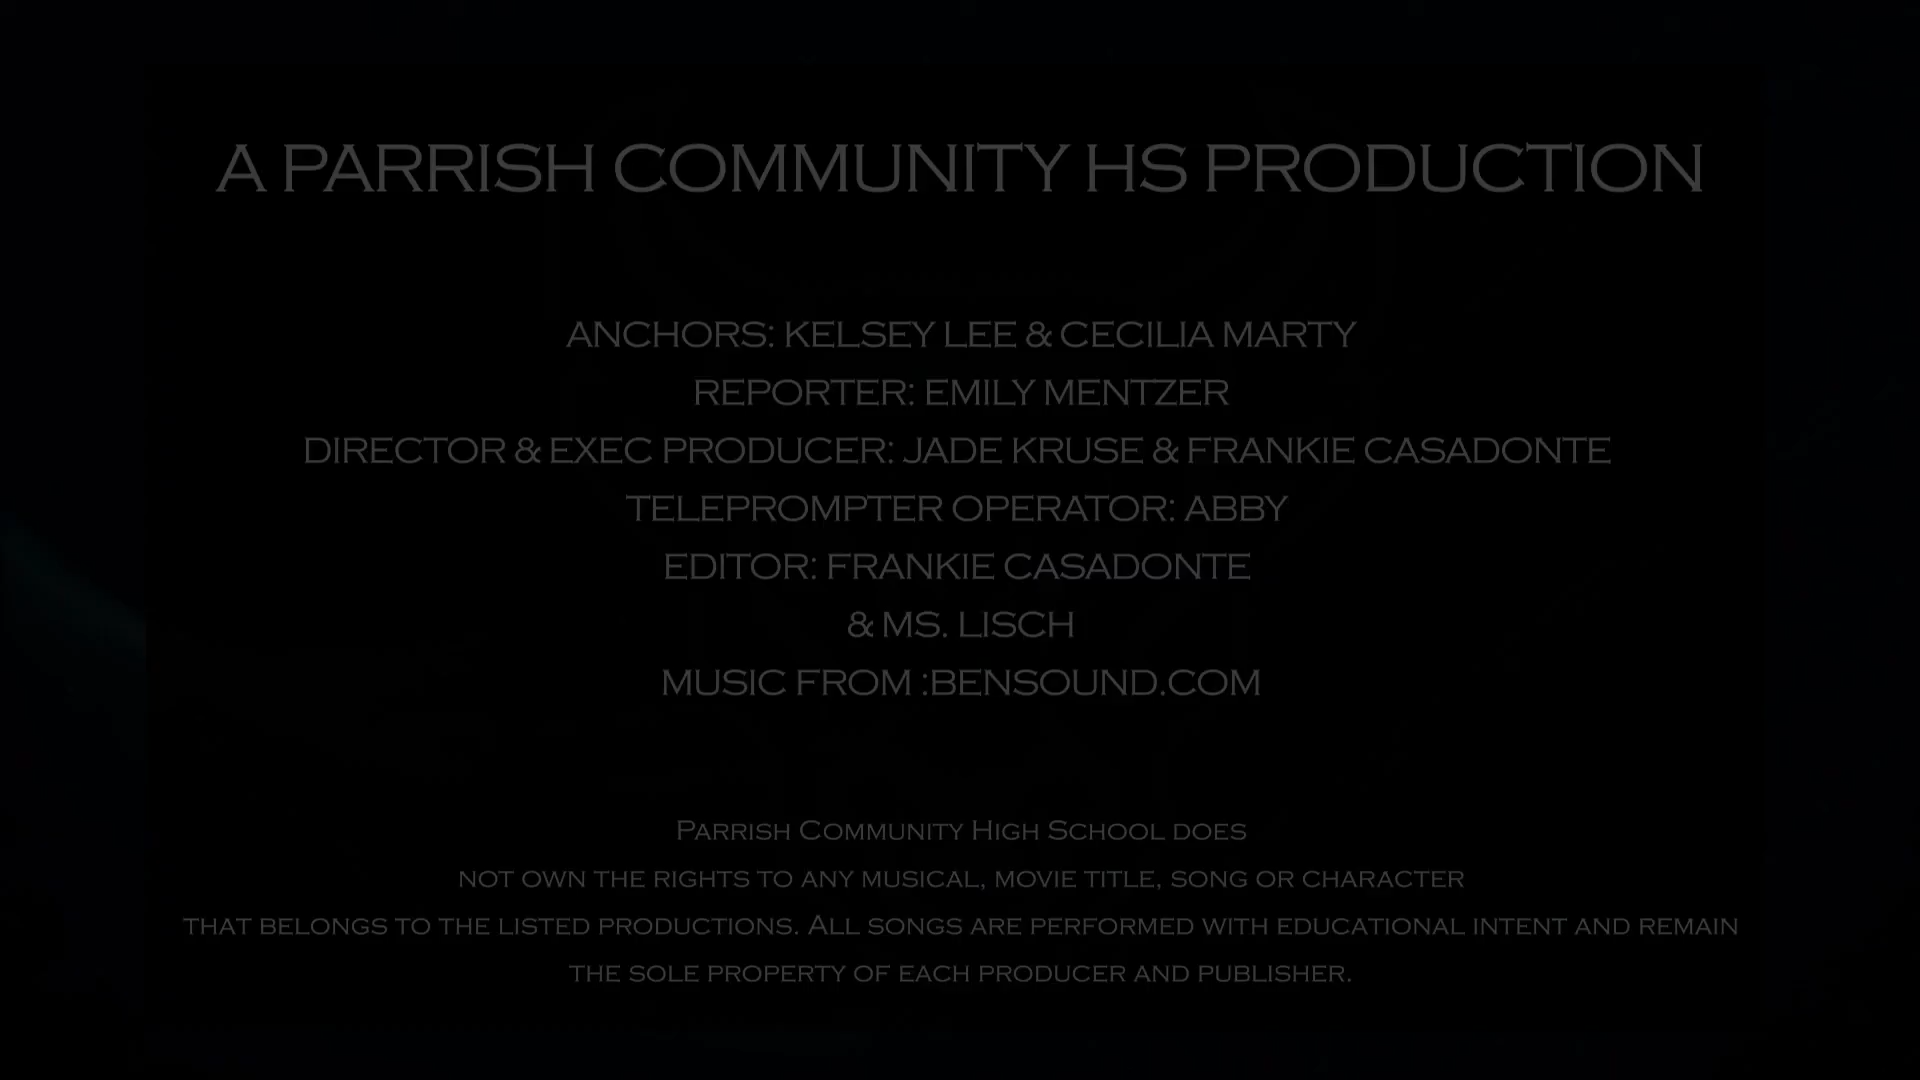 A PARRISH COMMUNITY HS PRODUCTION
ANCHORS: KELSEY LEE & CECILIA MARTY
REPORTER: EMILY MENTZER
DIRECTOR & EXEC PRODUCER: JADE KRUSE & FRANKIE CASADONTE
TELEPROMPTER OPERATOR: ABBY
EDITOR: FRANKIE CASADONTE
& MS. LISCH
MUSIC FROM :BENSOUND.COM
PARRISH COMMUNITY HIGH SCHOOL DOES
NOT OWN THE RIGHTS TO ANY MUSICAL, MOVIE TITLE, SONG OR CHARACTER
THAT BELONGS TO THE LISTED PRODUCTIONS. ALL SONGS ARE PERFORMED WITH EDUCATIONAL INTENT AND REMAIN
THE SOLE PROPERTY OF EACH PRODUCER AND PUBLISHER.